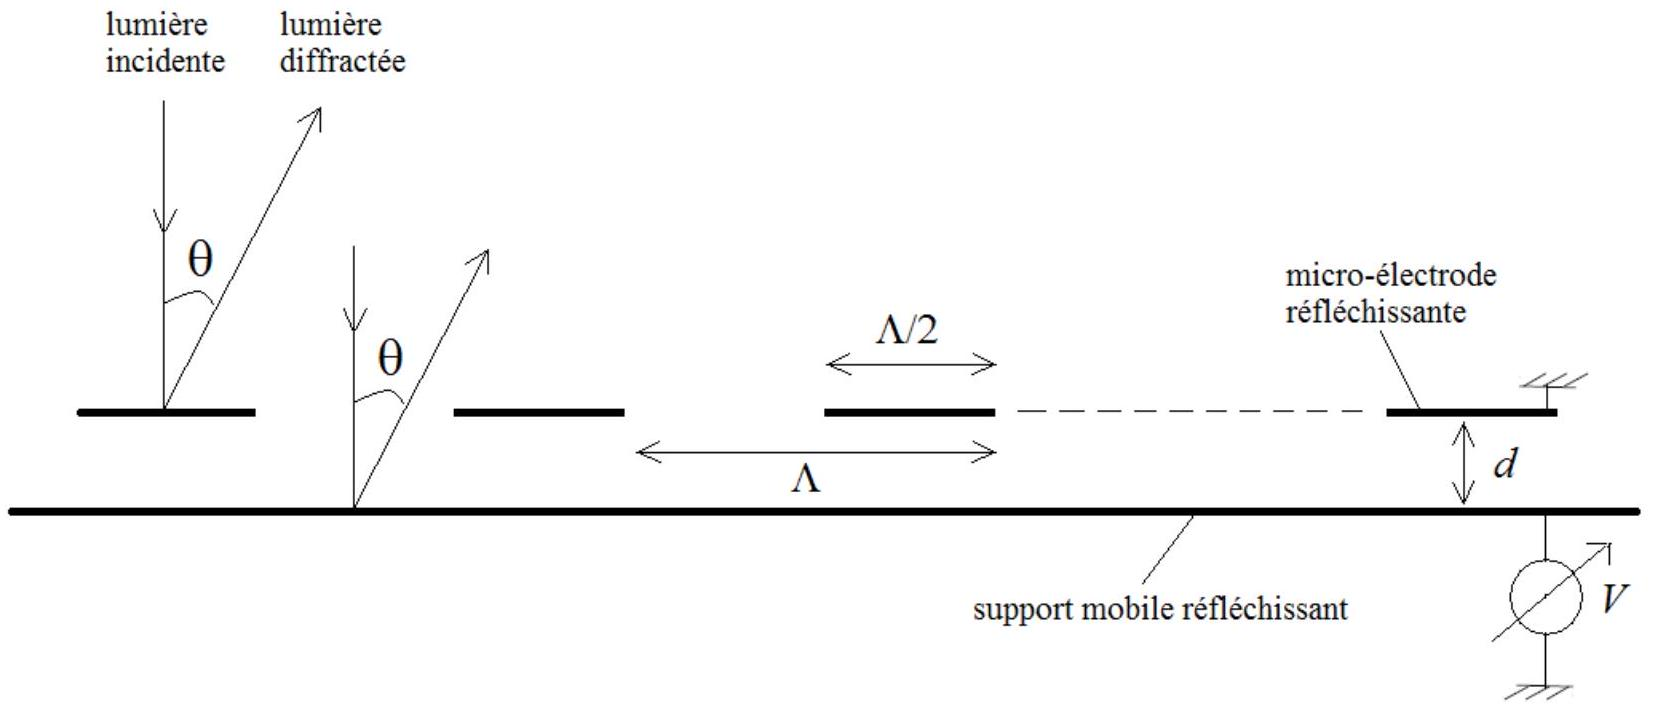 lumière
incidente
lumière
diffractée
θ
θ
Λ/2
Λ
micro-électrode
réfléchissante
d
support mobile réfléchissant
V